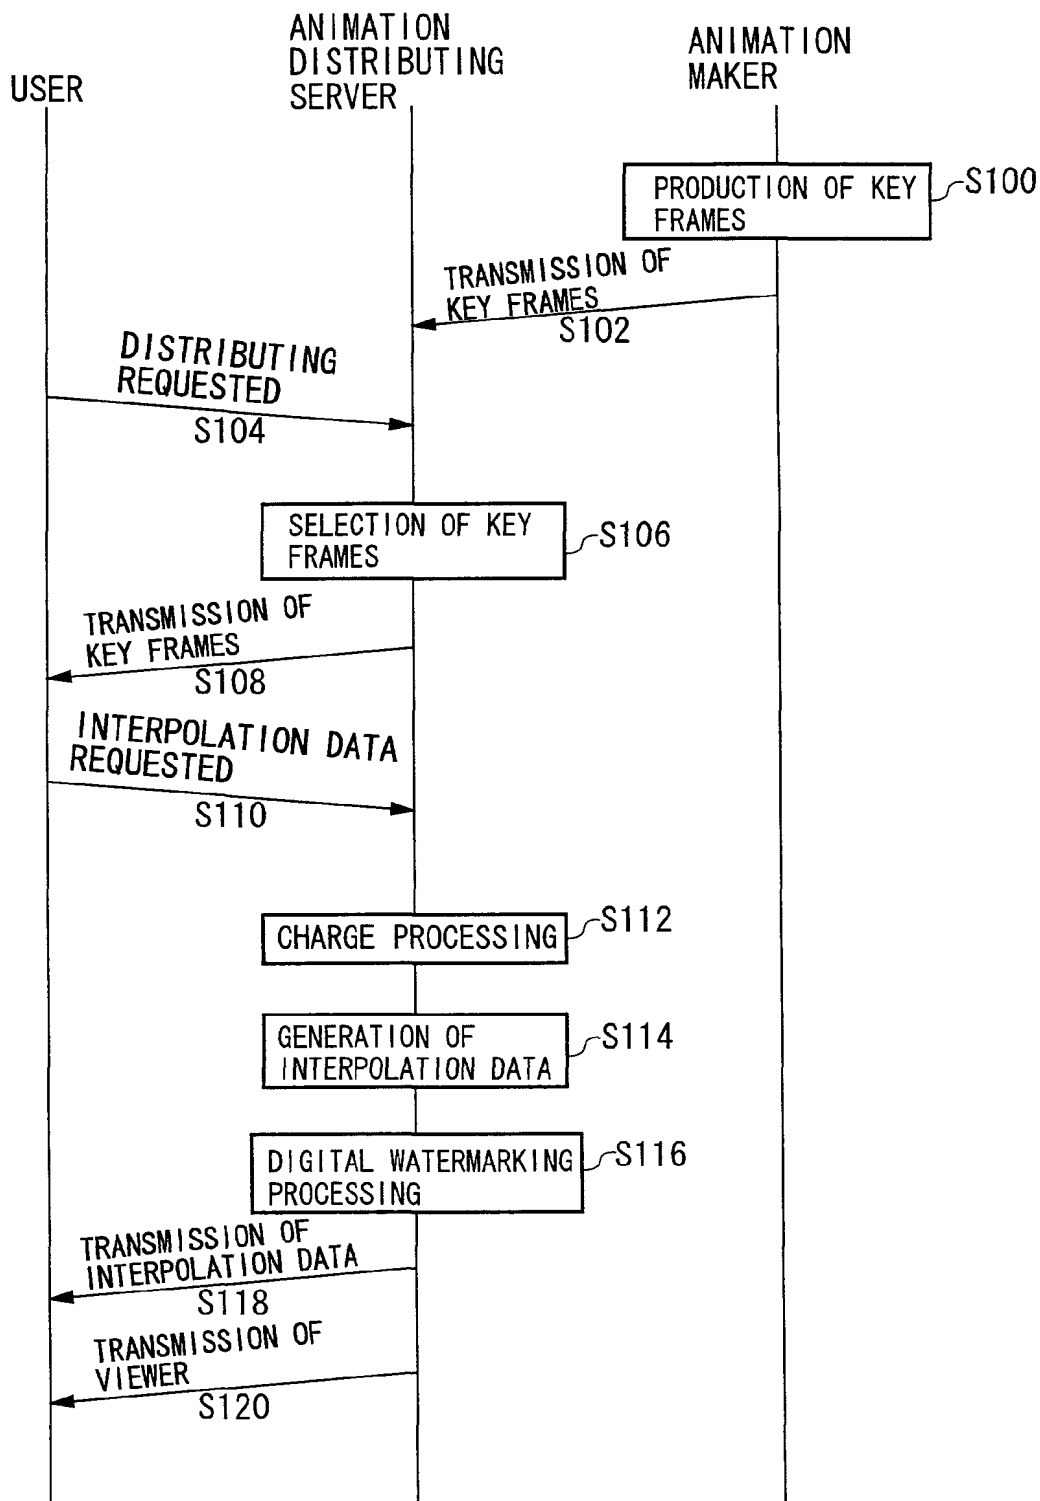 USER
ANIMATION
DISTRIBUTING
SERVER
ANIMATION
MAKER
PRODUCTION OF KEY
FRAMES
S100
TRANSMISSION OF
KEY FRAMES
S102
DISTRIBUTING
REQUESTED
S104
SELECTION OF KEY
FRAMES
S106
TRANSMISSION OF
KEY FRAMES
S108
INTERPOLATION DATA
REQUESTED
S110
CHARGE PROCESSING
S112
GENERATION OF
INTERPOLATION DATA
S114
DIGITAL WATERMARKING
PROCESSING
S116
TRANSMISSION OF
INTERPOLATION DATA
S118
TRANSMISSION OF
VIEWER
S120